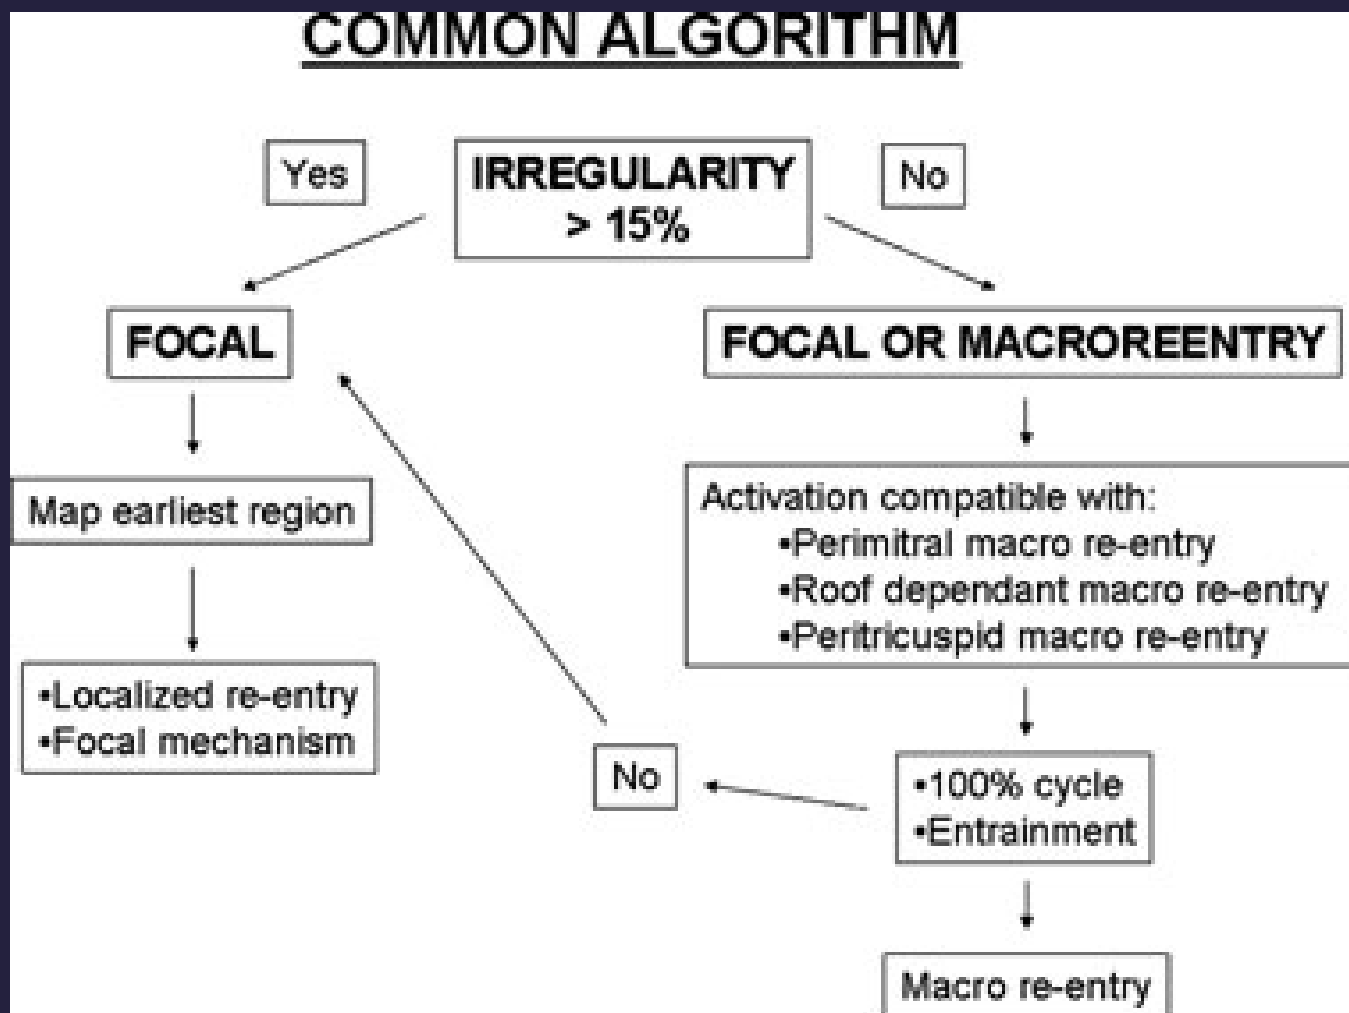 COMMON ALGORITHM
Yes
IRREGULARITY
> 15%
No
FOCAL
FOCAL OR MACROREENTRY
Map earliest region
Activation compatible with:
•Perimitral macro re-entry
•Roof dependant macro re-entry
•Peritricuspid macro re-entry
•Localized re-entry
•Focal mechanism
No
•100% cycle
•Entrainment
Macro re-entry